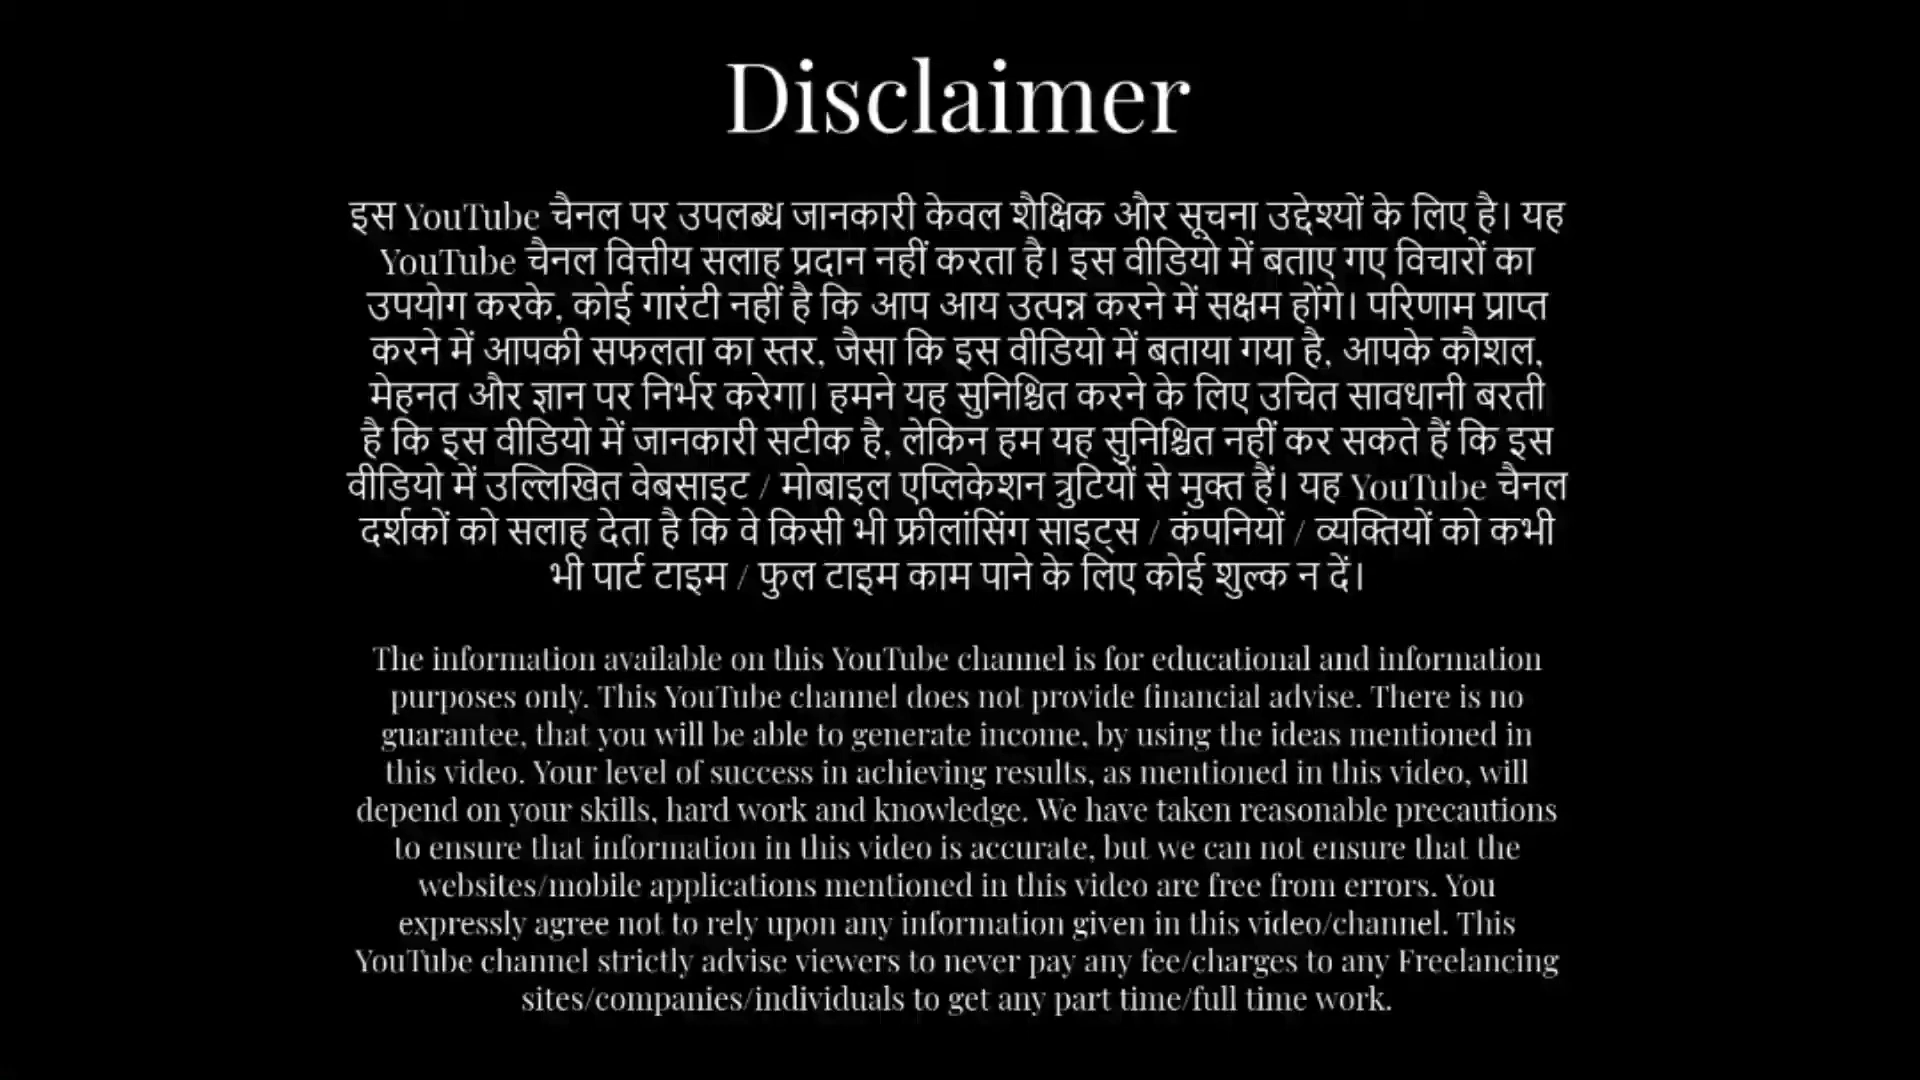 Disclaimer
इस YouTube चैनल पर उपलब्ध जानकारी केवल शैक्षिक और सूचना उद्देश्यों के लिए है। यह
YouTube चैनल वित्तीय सलाह प्रदान नहीं करता है। इस वीडियो में बताए गए विचारों का
उपयोग करके, कोई गारंटी नहीं है कि आप आय उत्पन्न करने में सक्षम होंगे। परिणाम प्राप्त
करने में आपकी सफलता का स्तर, जैसा कि इस वीडियो में बताया गया है, आपके कौशल,
मेहनत और ज्ञान पर निर्भर करेगा। हमने यह सुनिश्चित करने के लिए उचित सावधानी बरती
है कि इस वीडियो में जानकारी सटीक है, लेकिन हम यह सुनिश्चित नहीं कर सकते हैं कि इस
वीडियो में उल्लिखित वेबसाइट / मोबाइल एप्लिकेशन त्रुटियों से मुक्त हैं। यह YouTube चैनल
दर्शकों को सलाह देता है कि वे किसी भी फ्रीलांसिंग साइट्स / कंपनियों / व्यक्तियों को कभी
भी पार्ट टाइम / फुल टाइम काम पाने के लिए कोई शुल्क न दें।
The information available on this YouTube channel is for educational and information
purposes only. This YouTube channel does not provide financial advise. There is no
guarantee, that you will be able to generate income, by using the ideas mentioned in
this video. Your level of success in achieving results, as mentioned in this video, will
depend on your skills, hard work and knowledge. We have taken reasonable precautions
to ensure that information in this video is accurate, but we can not ensure that the
websites/mobile applications mentioned in this video are free from errors. You
expressly agree not to rely upon any information given in this video/channel. This
YouTube channel strictly advise viewers to never pay any fee/charges to any Freelancing
sites/companies/individuals to get any part time/full time work.